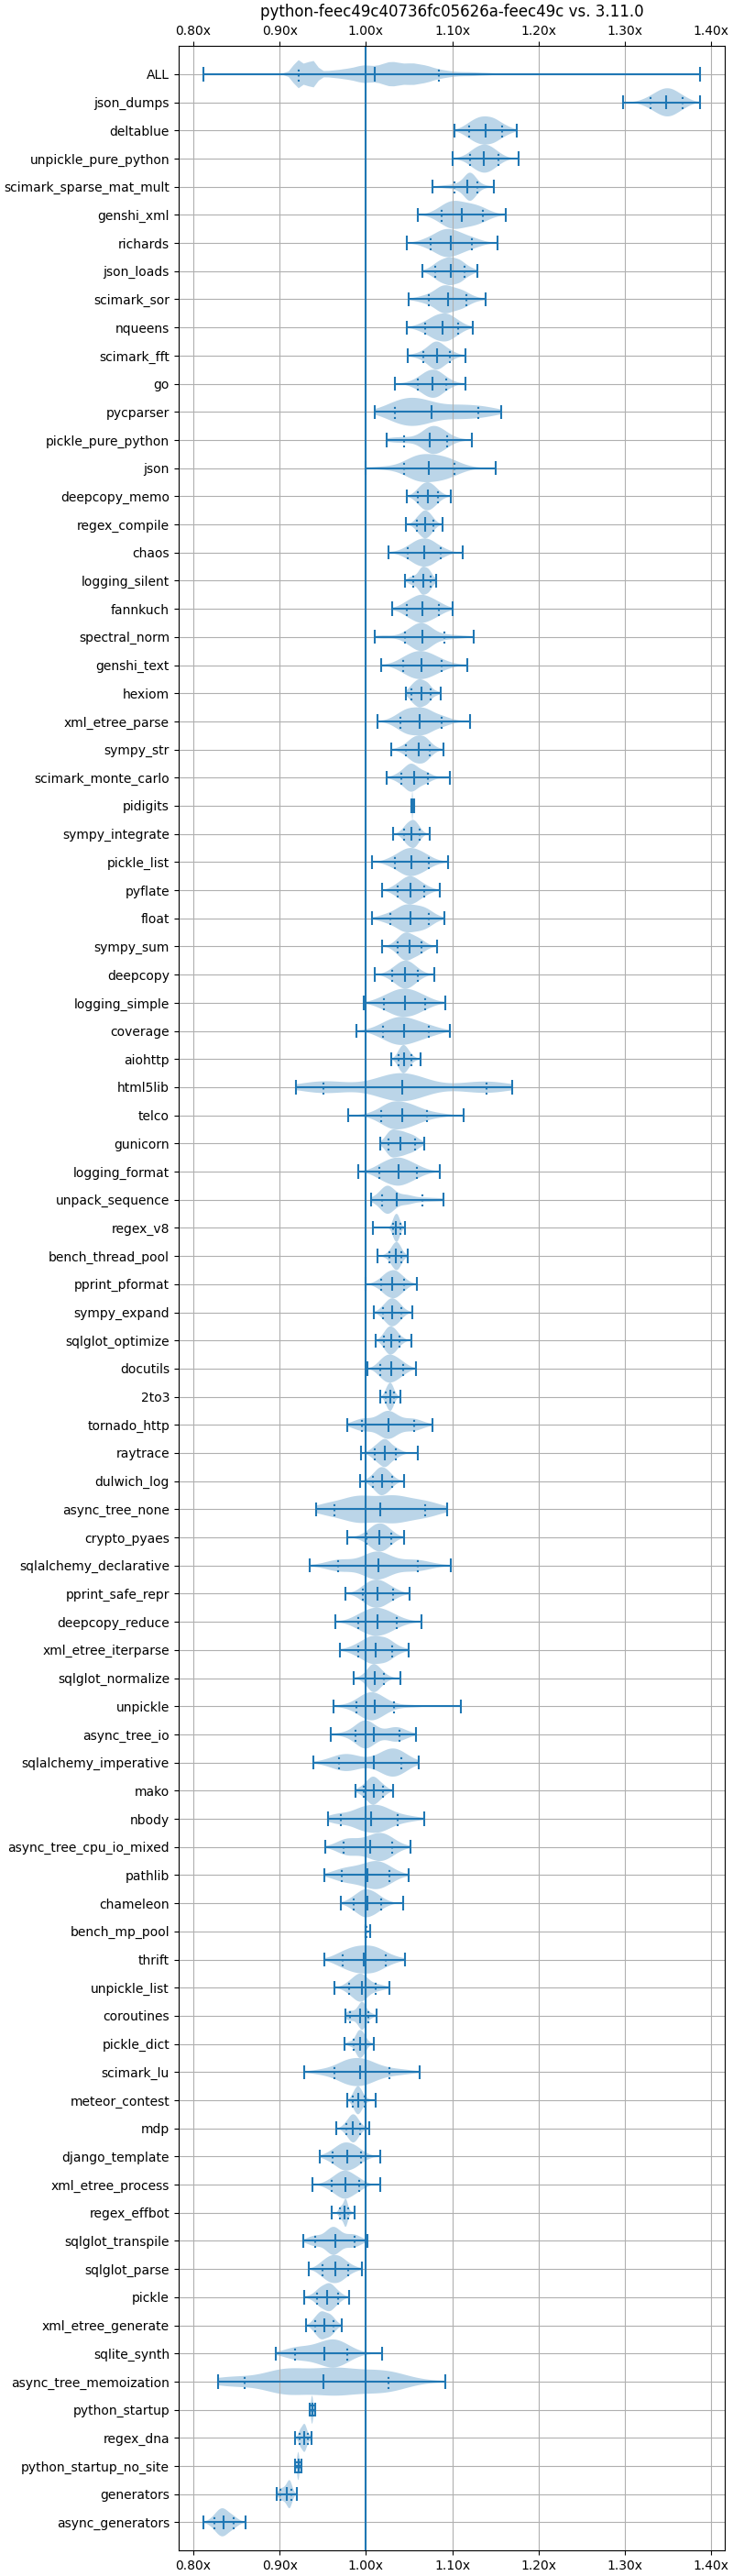 python-feec49c40736fc05626a-feec49c vs. 3.11.0
0.80x 0.90x 1.00x 1.10x 1.20x 1.30x 1.40x
ALL
json_dumps
deltablue
unpickle_pure_python
scimark_sparse_mat_mult
genshi_xml
richards
json_loads
scimark_sor
nqueens
scimark_fft
go
pycparser
pickle_pure_python
json
deepcopy_memo
regex_compile
chaos
logging_silent
fannkuch
spectral_norm
genshi_text
hexiom
xml_etree_parse
sympy_str
scimark_monte_carlo
pidigits
sympy_integrate
pickle_list
pyflate
float
sympy_sum
deepcopy
logging_simple
coverage
aiohttp
html5lib
telco
gunicorn
logging_format
unpack_sequence
regex_v8
bench_thread_pool
pprint_pformat
sympy_expand
sqlglot_optimize
docutils
2to3
tornado_http
raytrace
dulwich_log
async_tree_none
crypto_pyaes
sqlalchemy_declarative
pprint_safe_repr
deepcopy_reduce
xml_etree_iterparse
sqlglot_normalize
unpickle
async_tree_io
sqlalchemy_imperative
mako
nbody
async_tree_cpu_io_mixed
pathlib
chameleon
bench_mp_pool
thrift
unpickle_list
coroutines
pickle_dict
scimark_lu
meteor_contest
mdp
django_template
xml_etree_process
regex_effbot
sqlglot_transpile
sqlglot_parse
pickle
xml_etree_generate
sqlite_synth
async_tree_memoization
python_startup
regex_dna
python_startup_no_site
generators
async_generators
0.80x 0.90x 1.00x 1.10x 1.20x 1.30x 1.40x